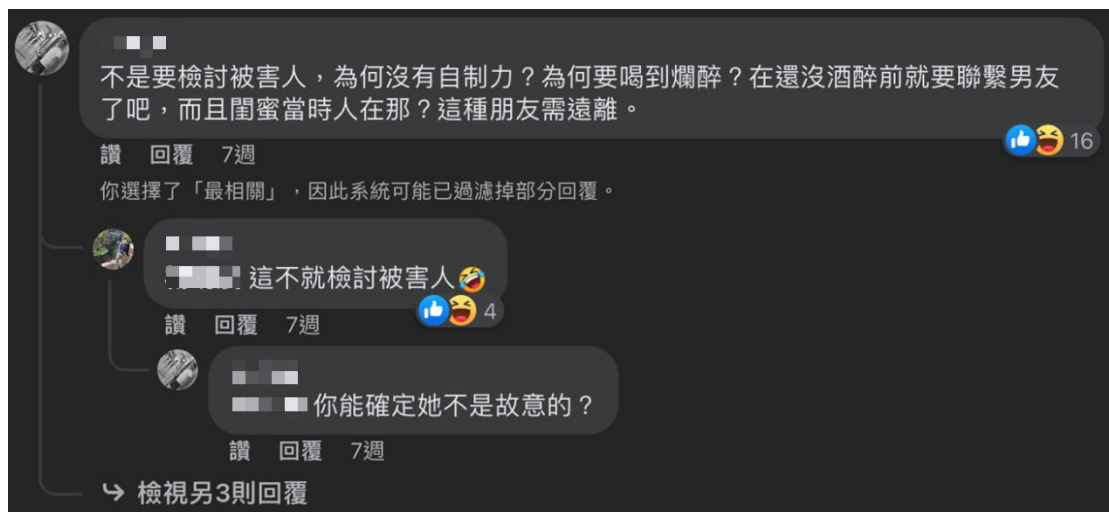 不是要檢討被害人，為何沒有自制力？為何要喝到爛醉？在還沒酒醉前就要聯繫男友
了吧，而且閨蜜當時人在那？這種朋友需遠離。
16
讚 回覆 7週
你選擇了「最相關」，因此系統可能已過濾掉部分回覆。
這不就檢討被害人🤣
4
讚 回覆 7週
你能確定她不是故意的？
讚 回覆 7週
檢視另3則回覆